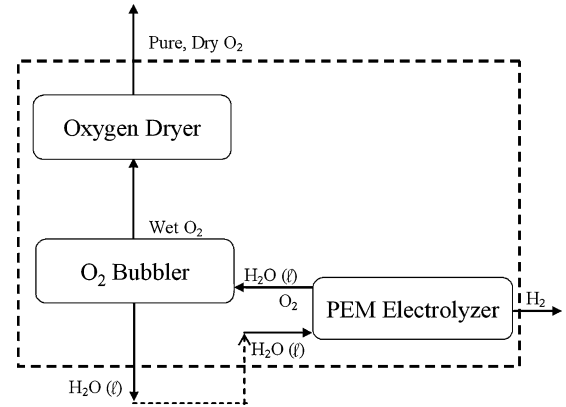 Pure, Dry O₂
Oxygen Dryer
Wet O₂
O₂ Bubbler
H₂O (ℓ)
O₂
PEM Electrolyzer
H₂
H₂O (ℓ)
H₂O (ℓ)